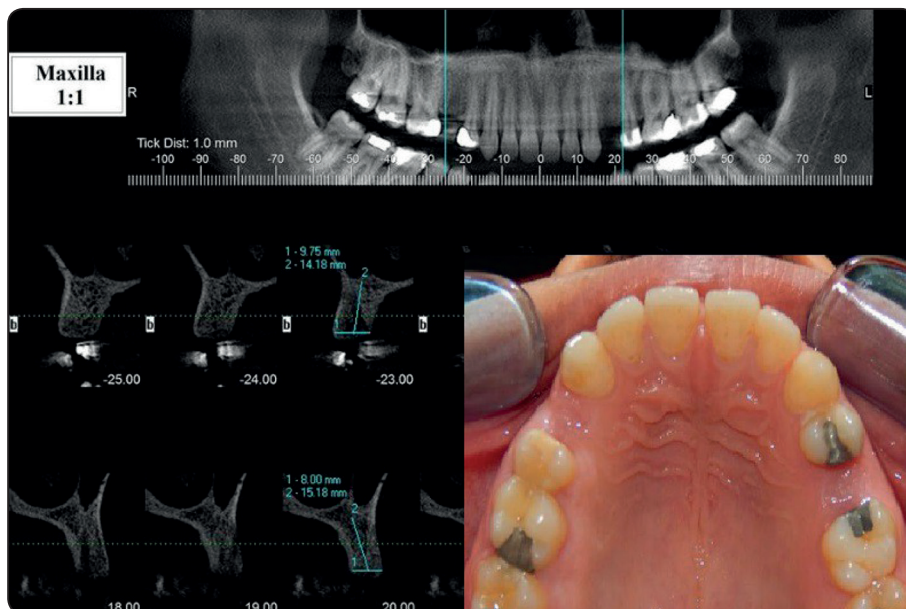 Maxilla
1:1
R
L
Tick Dist: 1.0 mm
-100 -90 -80 -70 -60 -50 -40 -30 -20 -10 0 10 20 30 40 50 60 70 80
1 - 9.75 mm
2 - 14.18 mm
2
b b b b
-25.00 -24.00 -23.00
1 - 8.00 mm
2 - 15.18 mm
2
1
b b b b
18.00 19.00 20.00